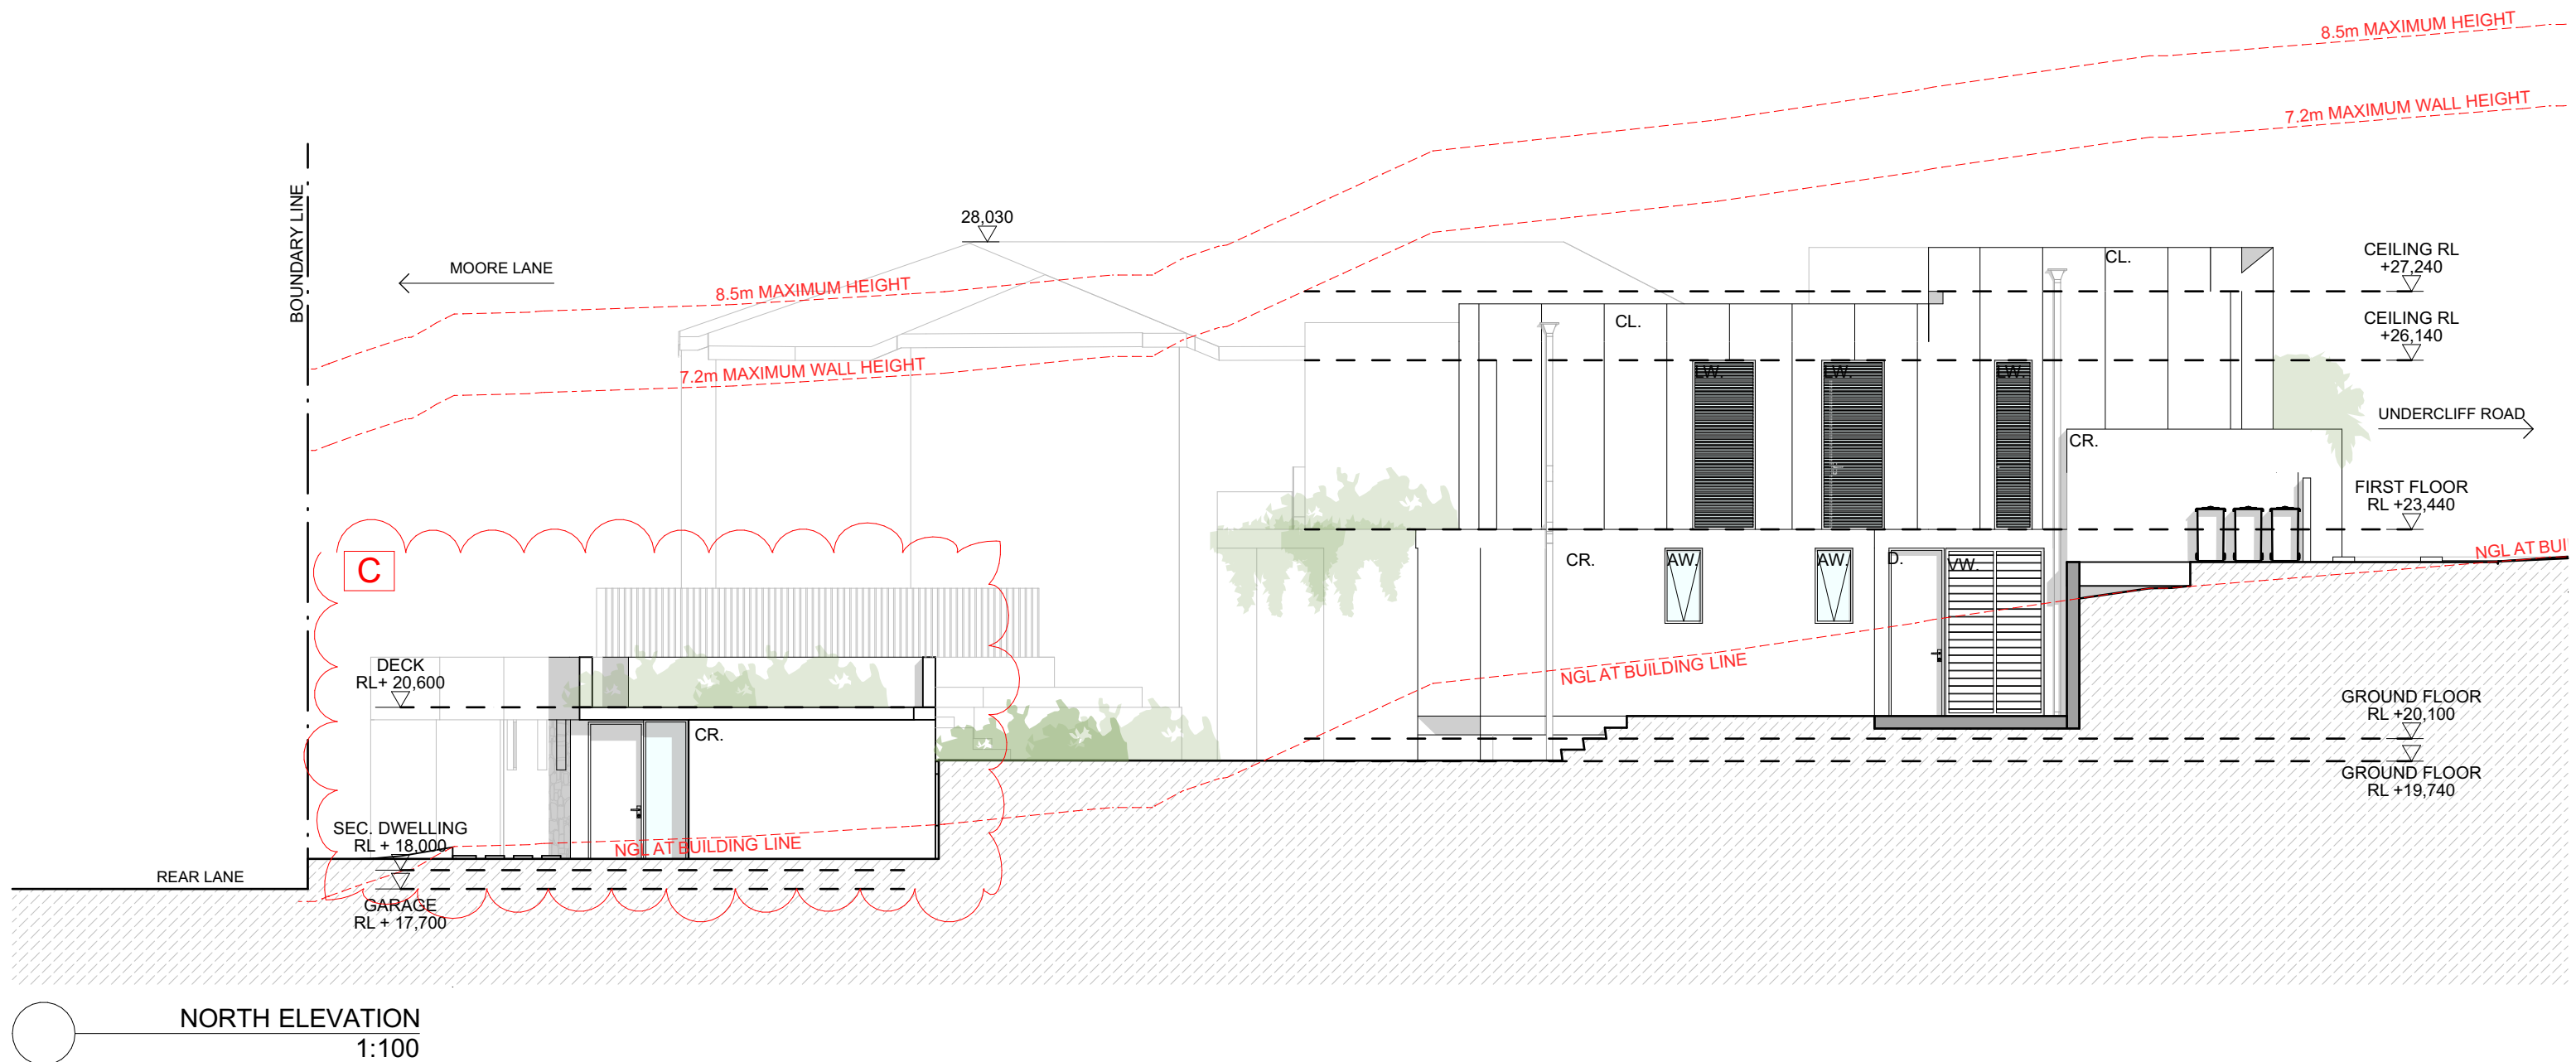 8.5m MAXIMUM HEIGHT
7.2m MAXIMUM WALL HEIGHT
BOUNDARY LINE
28,030
MOORE LANE
8.5m MAXIMUM HEIGHT
7.2m MAXIMUM WALL HEIGHT
CL.
CL.
CEILING RL
+27,240
CEILING RL
+26,140
LW.
LW.
LW.
UNDERCLIFF ROAD
CR.
FIRST FLOOR
RL +23,440
C
CR.
AW.
AW.
D.
VW.
NGL AT BUI
DECK
RL+ 20,600
NGL AT BUILDING LINE
CR.
GROUND FLOOR
RL +20,100
GROUND FLOOR
RL +19,740
SEC. DWELLING
RL + 18,000
NGL AT BUILDING LINE
REAR LANE
GARAGE
RL + 17,700
NORTH ELEVATION
1:100